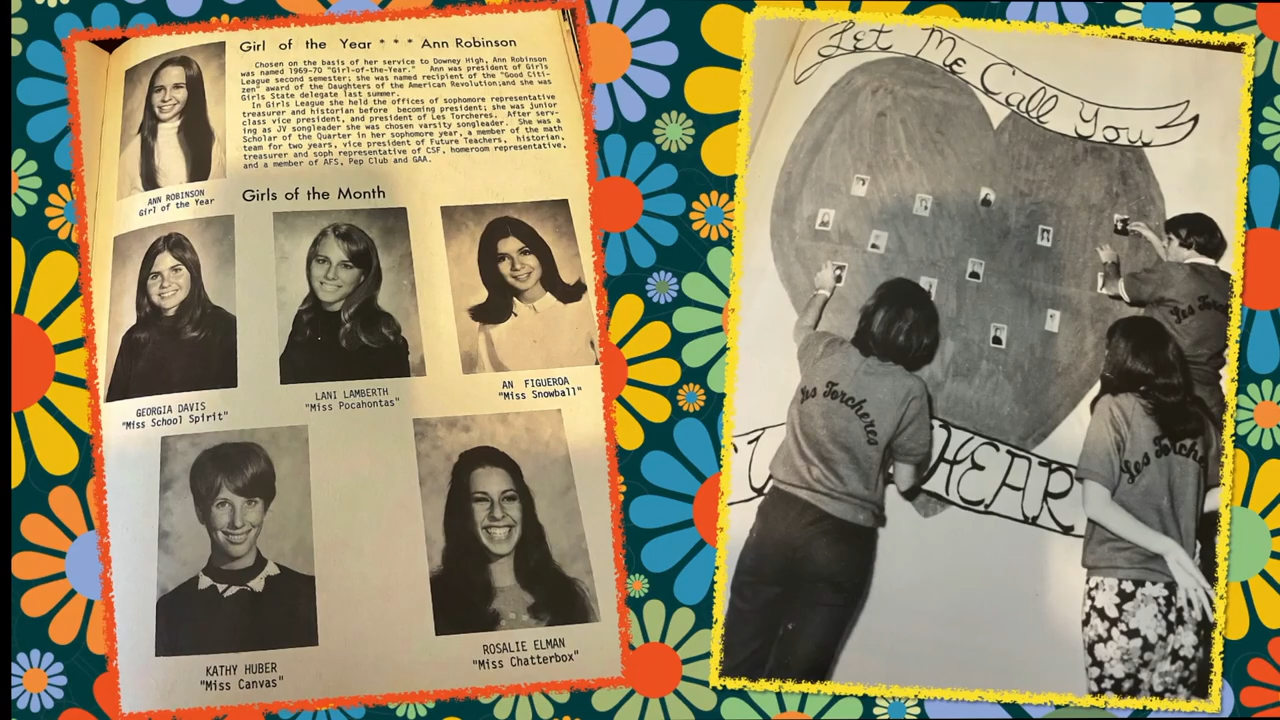 Girl of the Year * * * Ann Robinson
Chosen on the basis of her service to Downey High, Ann Robinson
was named 1969-70 "Girl-of-the-Year." Ann was president of Girls
League second semester; she was named recipient of the "Good Citi-
zen" award of the Daughters of the American Revolution;and she was
Girls State delegate last summer.
In Girls League she held the offices of sophomore representative
treasurer and historian before becoming president; she was junior
class vice president, and president of Les Torcheres. After serv-
ing as JV songleader she was chosen varsity songleader. She was a
Scholar of the Quarter in her sophomore year, a member of the math
team for two years, vice president of Future Teachers, historian,
treasurer and soph representative of CSF, homeroom representative,
and a member of AFS, Pep Club and GAA.
ANN ROBINSON
Girl of the Year
Girls of the Month
GEORGIA DAVIS
"Miss School Spirit"
LANI LAMBERTH
"Miss Pocahontas"
AN FIGUEROA
"Miss Snowball"
KATHY HUBER
"Miss Canvas"
ROSALIE ELMAN
"Miss Chatterbox"
Let Me Call You
HEAR
Les Torcheres
Les Torche
Les Torc